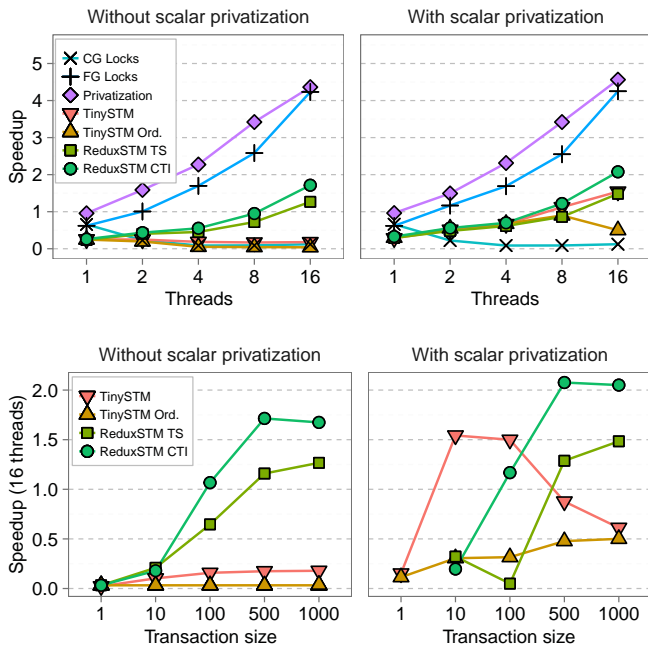 Without scalar privatization
With scalar privatization
CG Locks
FG Locks
Privatization
TinySTM
TinySTM Ord.
ReduxSTM TS
ReduxSTM CTI
Speedup
5
4
3
2
1
0
1 2 4 8 16
1 2 4 8 16
Threads
Threads
Without scalar privatization
With scalar privatization
TinySTM
TinySTM Ord.
ReduxSTM TS
ReduxSTM CTI
Speedup (16 threads)
2.0
1.5
1.0
0.5
0.0
1 10 100 500 1000
1 10 100 500 1000
Transaction size
Transaction size